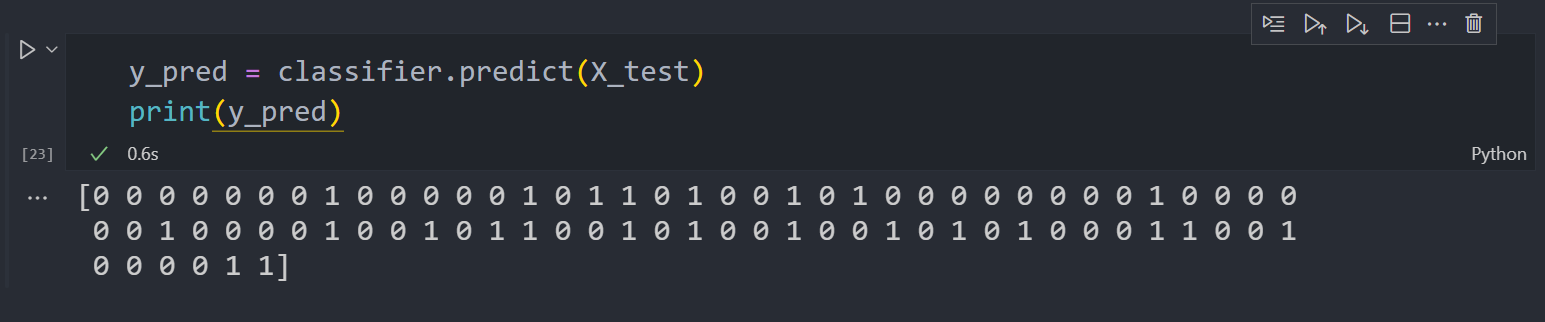 y_pred = classifier.predict(X_test)
print(y_pred)
[23] 0.6s Python
[0 0 0 0 0 0 0 1 0 0 0 0 0 1 0 1 1 0 1 0 0 1 0 1 0 0 0 0 0 0 0 0 1 0 0 0 0
0 0 1 0 0 0 0 1 0 0 1 0 1 1 0 0 1 0 1 0 0 1 0 0 1 0 1 0 1 0 0 0 1 1 0 0 1
0 0 0 0 1 1]